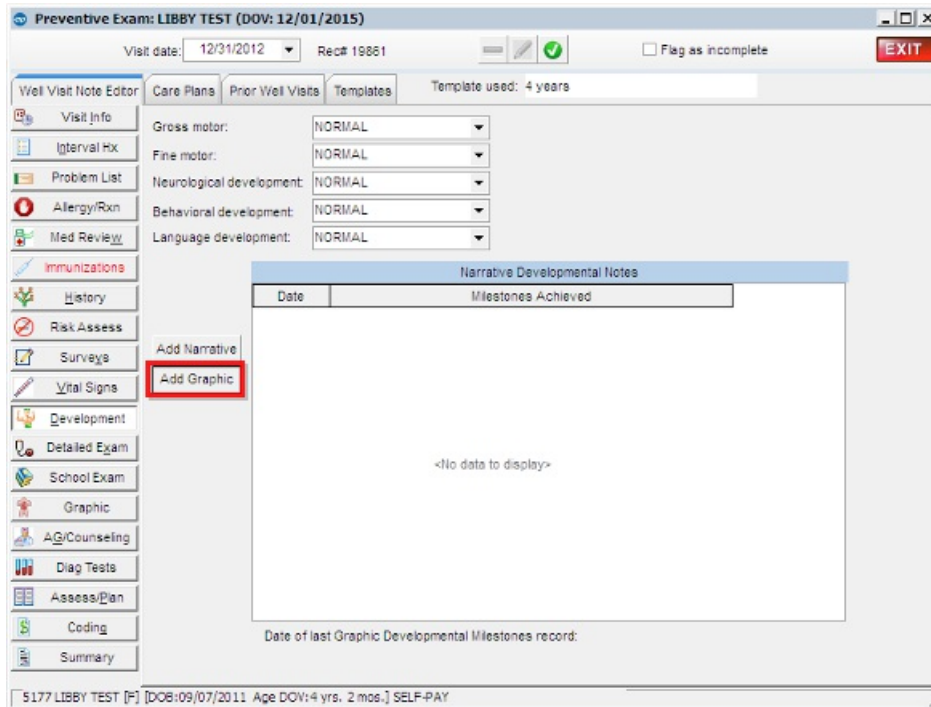 Preventive Exam: LIBBY TEST (DOV: 12/01/2015)
Visit date: 12/31/2012 Rec# 19861 Flag as incomplete EXIT
Well Visit Note Editor Care Plans Prior Well Visits Templates Template used: 4 years
Visit Info
Interval Hx
Problem List
Allergy/Rxn
Med Review
Immunizations
History
Risk Assess
Surveys
Vital Signs
Development
Detailed Exam
School Exam
Graphic
AG/Counseling
Diag Tests
Assess/Plan
Coding
Summary
Gross motor: NORMAL
Fine motor: NORMAL
Neurological development: NORMAL
Behavioral development: NORMAL
Language development: NORMAL
Narrative Developmental Notes
Date Milestones Achieved
Add Narrative
Add Graphic
<No data to display>
Date of last Graphic Developmental Milestones record:
5177 LIBBY TEST [F] [DOB:09/07/2011 Age DOV:4 yrs. 2 mos.] SELF-PAY